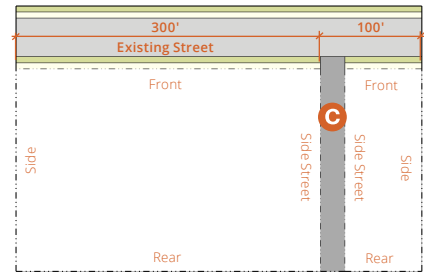 300' 100'
Existing Street
Front Front
C
Side Side Street Side Street Side
Rear Rear